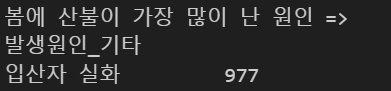 봄에 산불이 가장 많이 난 원인 =>
발생원인_기타
입산자 실화        977